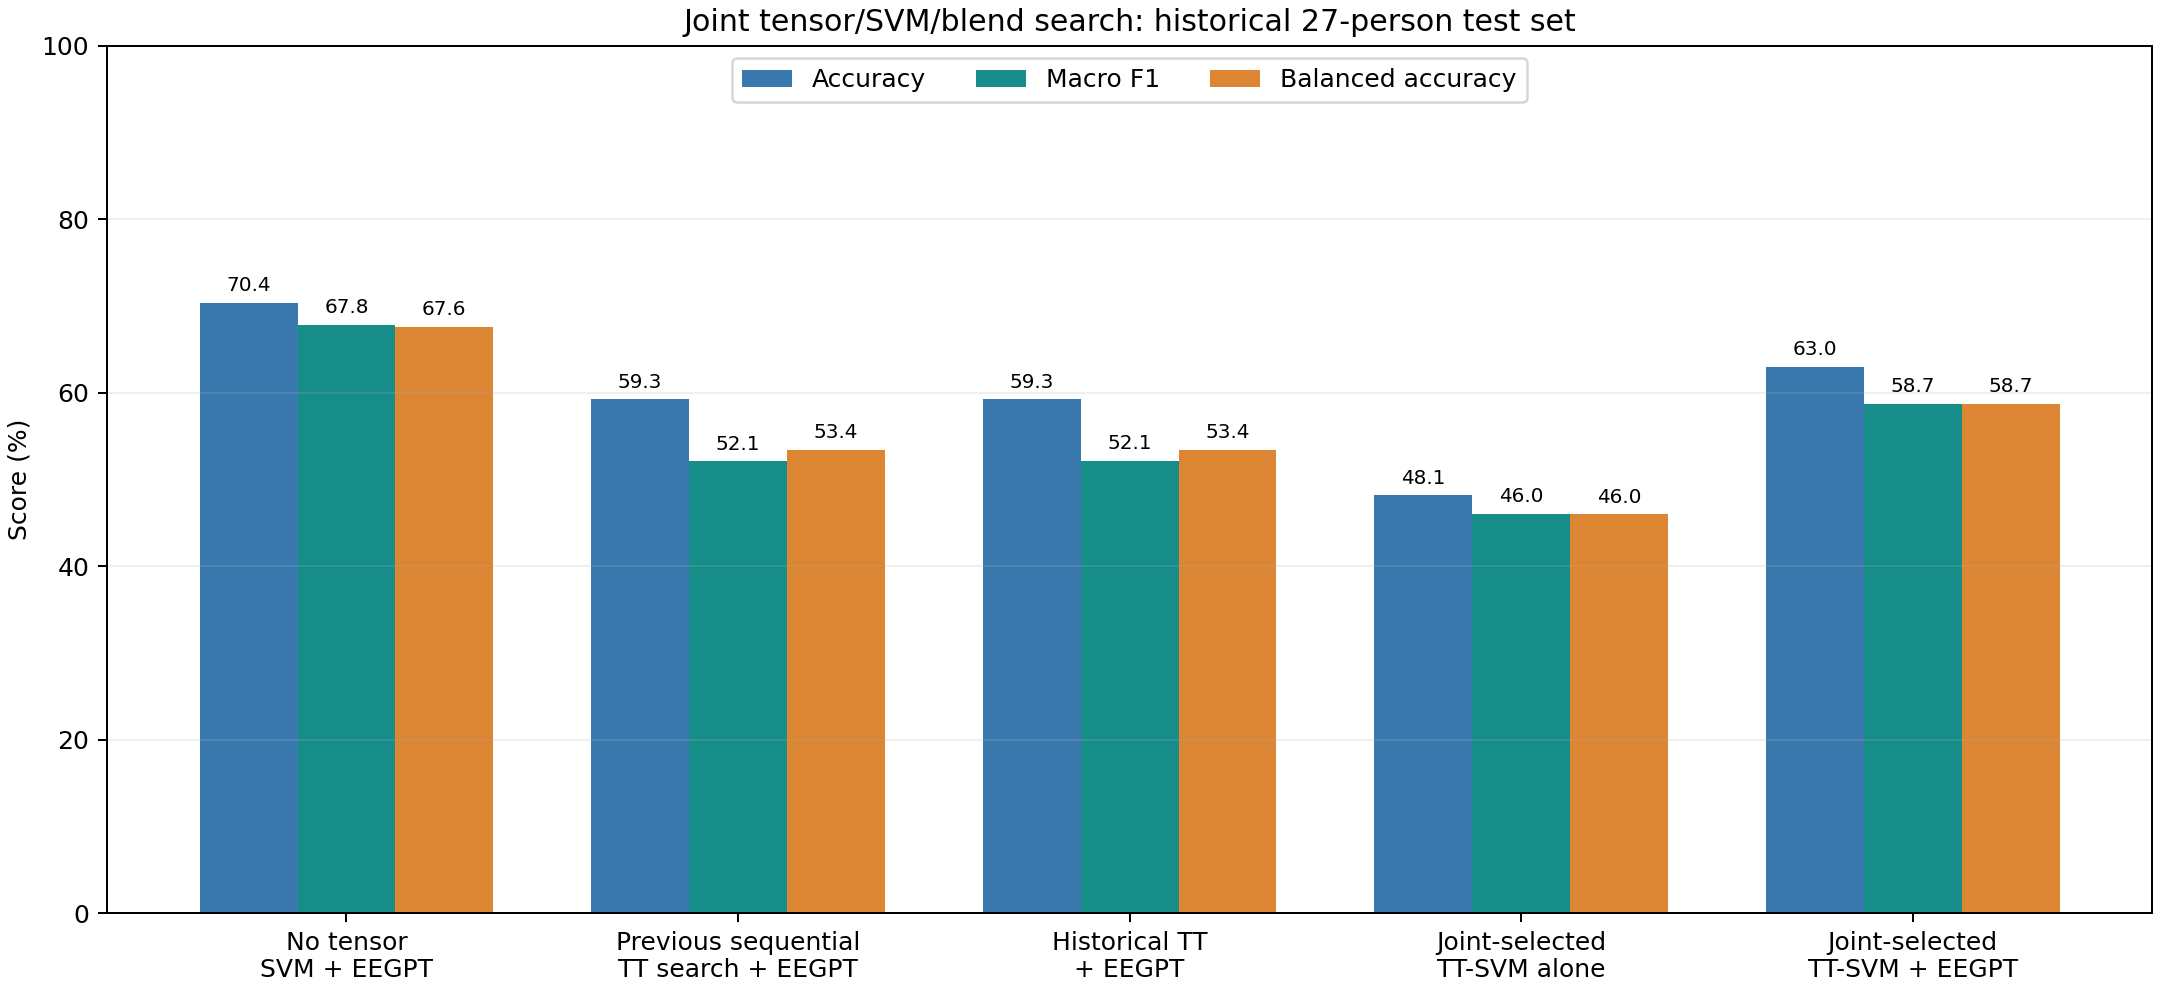 Joint tensor/SVM/blend search: historical 27-person test set
Accuracy
Macro F1
Balanced accuracy
Score (%)
100
80
60
40
20
0
70.4
67.8
67.6
59.3
52.1
53.4
59.3
52.1
53.4
48.1
46.0
46.0
63.0
58.7
58.7
No tensor
SVM + EEGPT
Previous sequential
TT search + EEGPT
Historical TT
+ EEGPT
Joint-selected
TT-SVM alone
Joint-selected
TT-SVM + EEGPT